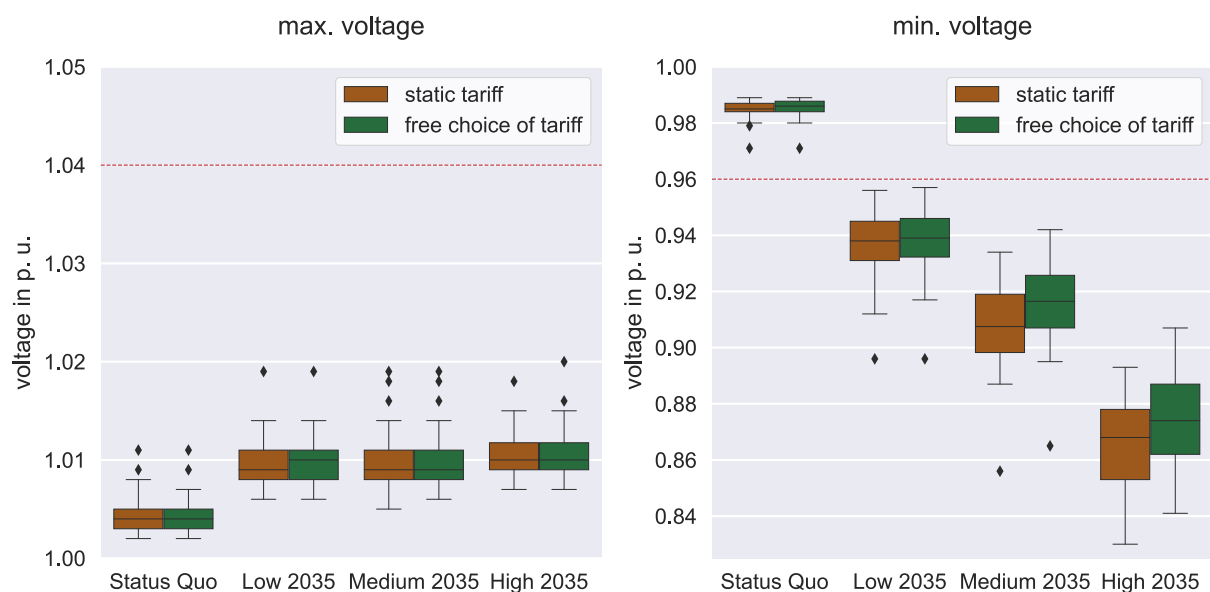 max. voltage
voltage in p. u.
1.05
1.04
1.03
1.02
1.01
1.00
static tariff
free choice of tariff
Status Quo
Low 2035
Medium 2035
High 2035
min. voltage
voltage in p. u.
1.00
0.98
0.96
0.94
0.92
0.90
0.88
0.86
0.84
static tariff
free choice of tariff
Status Quo
Low 2035
Medium 2035
High 2035